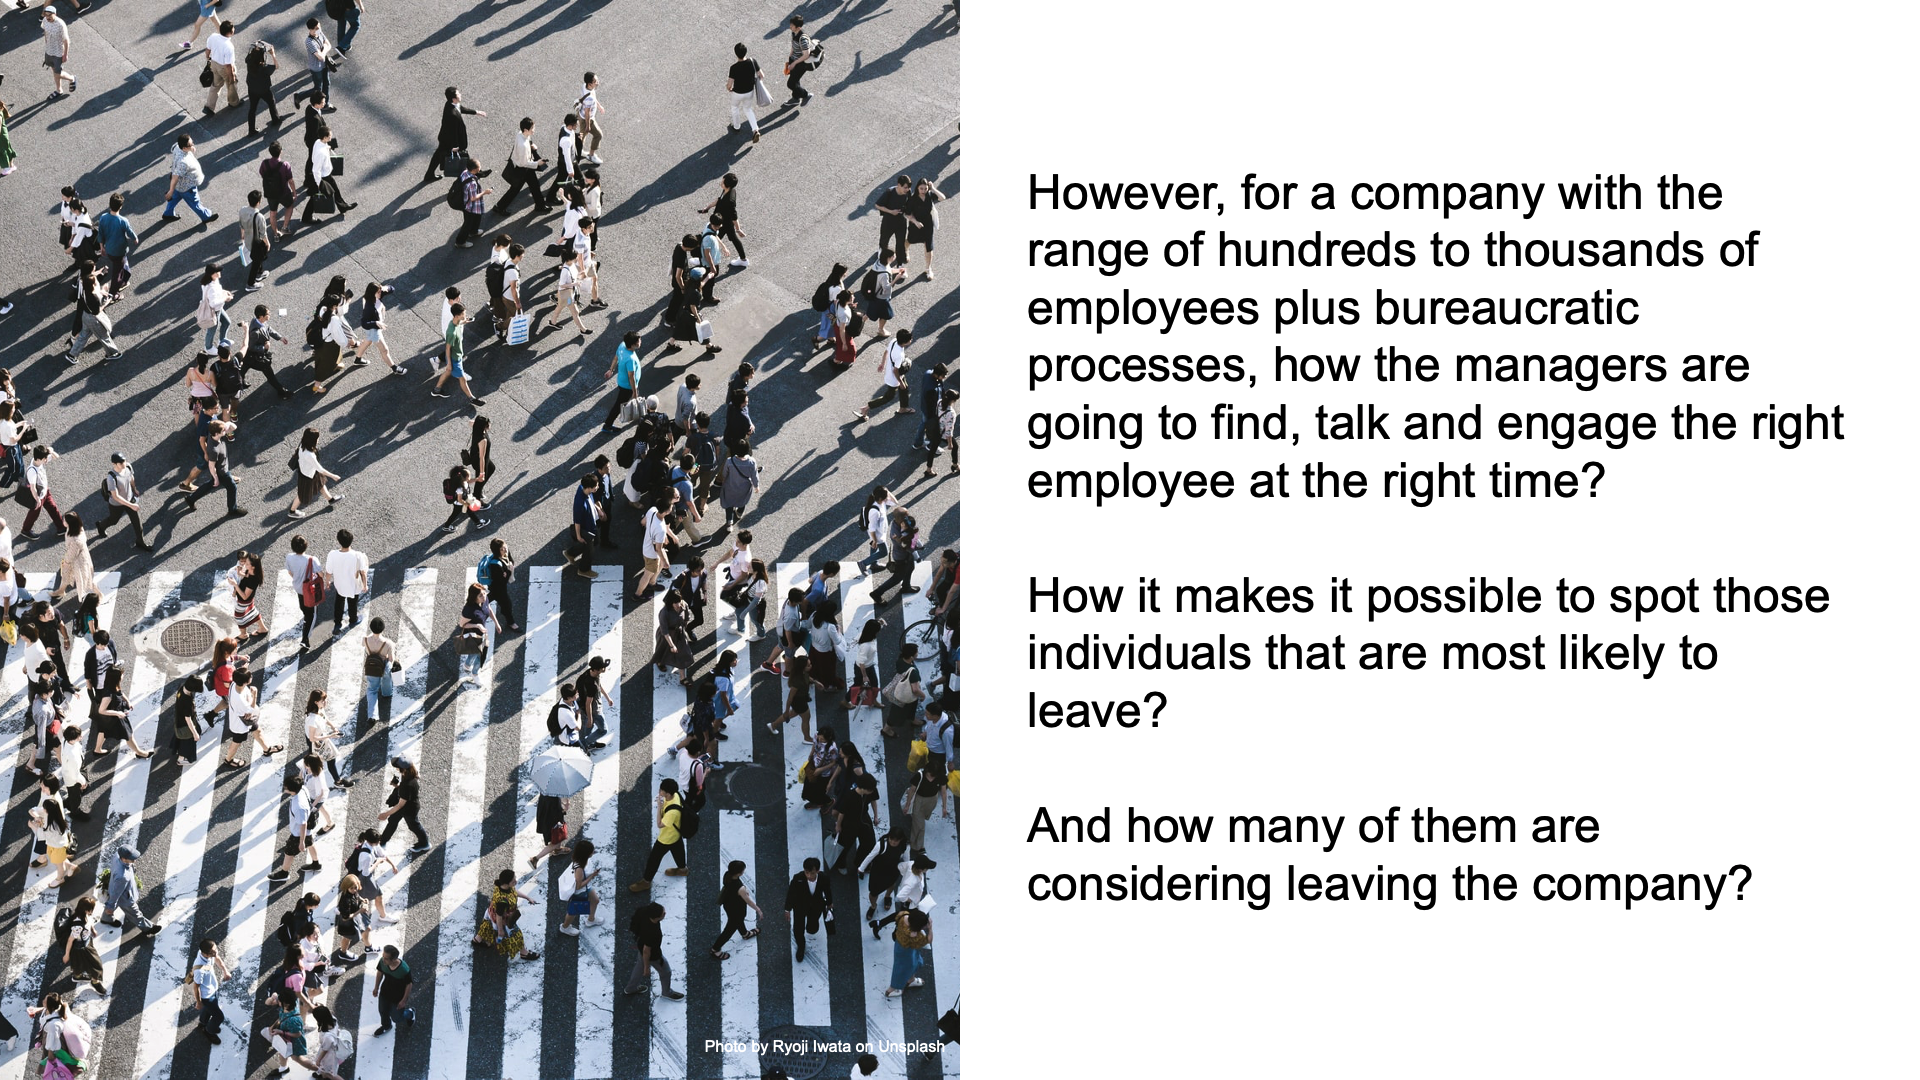 However, for a company with the
range of hundreds to thousands of
employees plus bureaucratic
processes, how the managers are
going to find, talk and engage the right
employee at the right time?
How it makes it possible to spot those
individuals that are most likely to
leave?
And how many of them are
considering leaving the company?
Photo by Ryoji Iwata on Unsplash